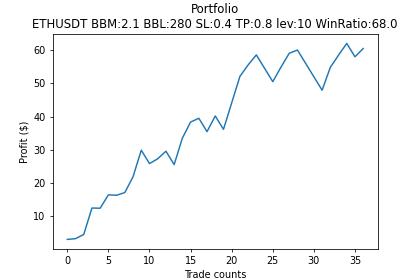 Portfolio
ETHUSDT BBM:2.1 BBL:280 SL:0.4 TP:0.8 lev:10 WinRatio:68.0
60
50
40
30
20
10
Profit ($)
0 5 10 15 20 25 30 35
Trade counts